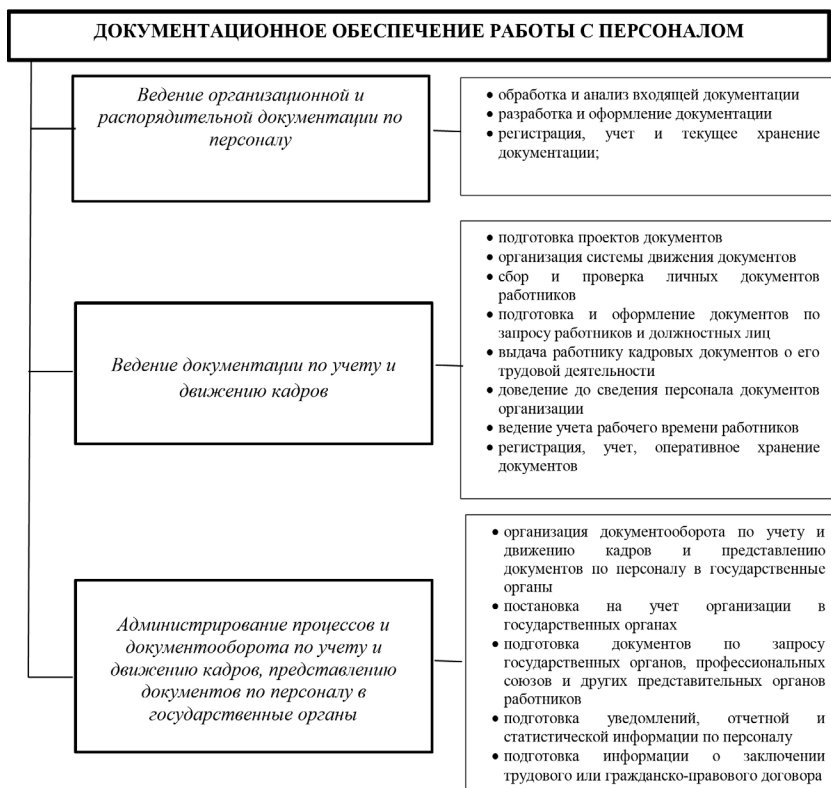 ДОКУМЕНТАЦИОННОЕ ОБЕСПЕЧЕНИЕ РАБОТЫ С ПЕРСОНАЛОМ
Ведение организационной и
распорядительной документации по
персоналу
• обработка и анализ входящей документации
• разработка и оформление документации
• регистрация, учет и текущее хранение
документации;
Ведение документации по учету и
движению кадров
• подготовка проектов документов
• организация системы движения документов
• сбор и проверка личных документов
работников
• подготовка и оформление документов по
запросу работников и должностных лиц
• выдача работнику кадровых документов о его
трудовой деятельности
• доведение до сведения персонала документов
организации
• ведение учета рабочего времени работников
• регистрация, учет, оперативное хранение
документов
Администрирование процессов и
документооборота по учету и
движению кадров, представлению
документов по персоналу в
государственные органы
• организация документооборота по учету и
движению кадров и представлению
документов по персоналу в государственные
органы
• постановка на учет организации в
государственных органах
• подготовка документов по запросу
государственных органов, профессиональных
союзов и других представительных органов
работников
• подготовка уведомлений, отчетной и
статистической информации по персоналу
• подготовка информации о заключении
трудового или гражданско-правового договора